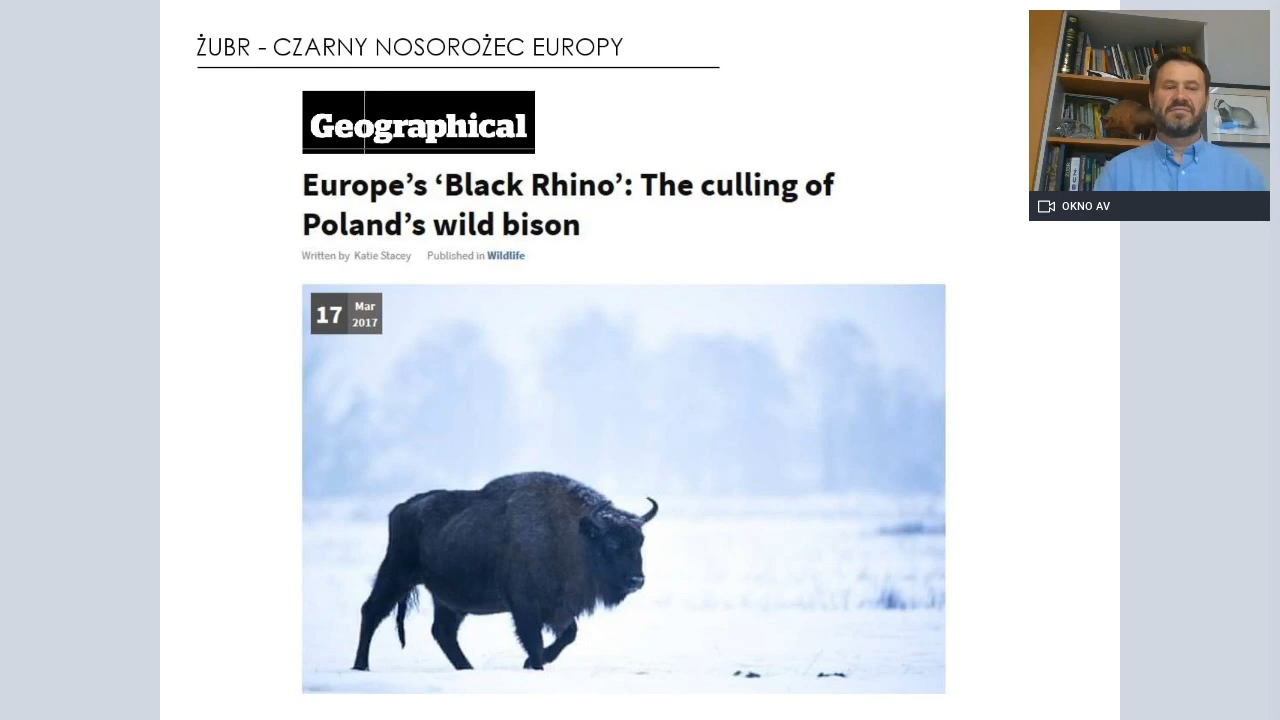 ŻUBR - CZARNY NOSOROŻEC EUROPY
Geographical
Europe's ‘Black Rhino’: The culling of
Poland's wild bison
Written by Katie Stacey Published in Wildlife
17 Mar
2017
OKNO AV